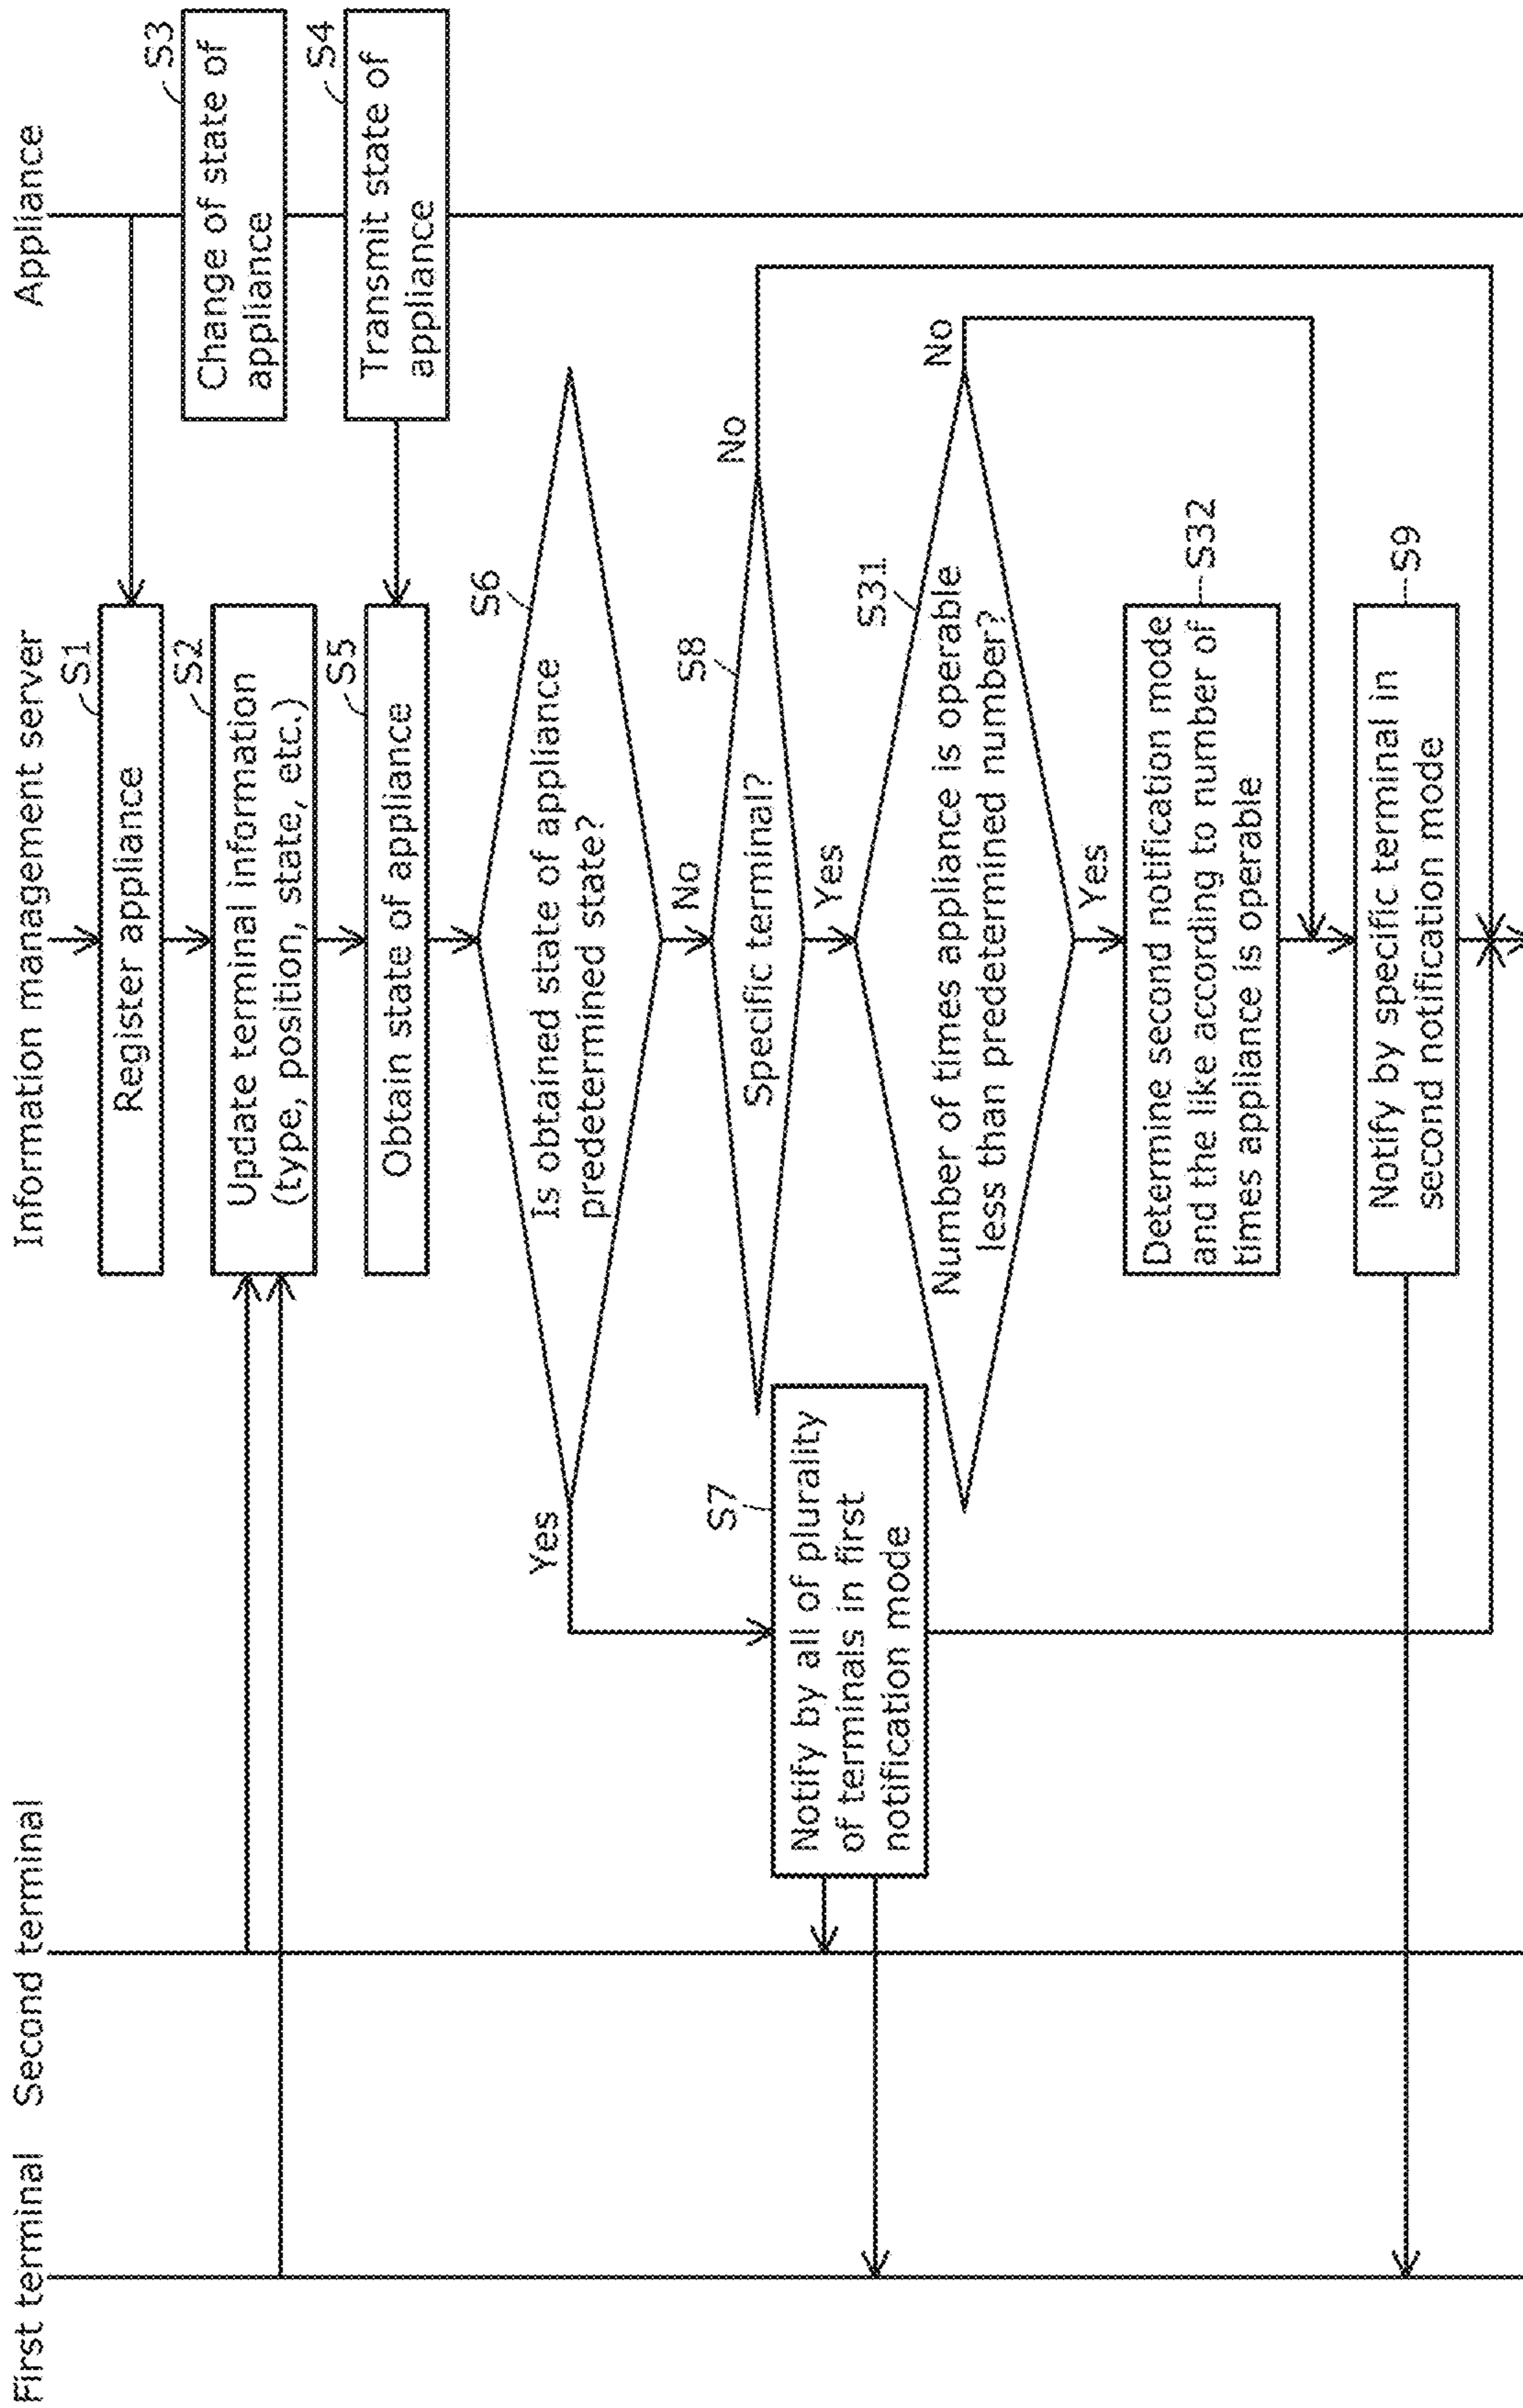 First terminal
Second terminal
Information management server
Appliance
S1
Register appliance
S2
Update terminal information
(type, position, state, etc.)
S3
Change of state of
appliance
S4
Transmit state of
appliance
S5
Obtain state of appliance
S6
Is obtained state of appliance
predetermined state?
Yes
No
S7
Notify by all of plurality
of terminals in first
notification mode
S8
Specific terminal?
No
Yes
S31
Number of times appliance is operable
less than predetermined number?
No
Yes
S32
Determine second notification mode
and the like according to number of
times appliance is operable
S9
Notify by specific terminal in
second notification mode